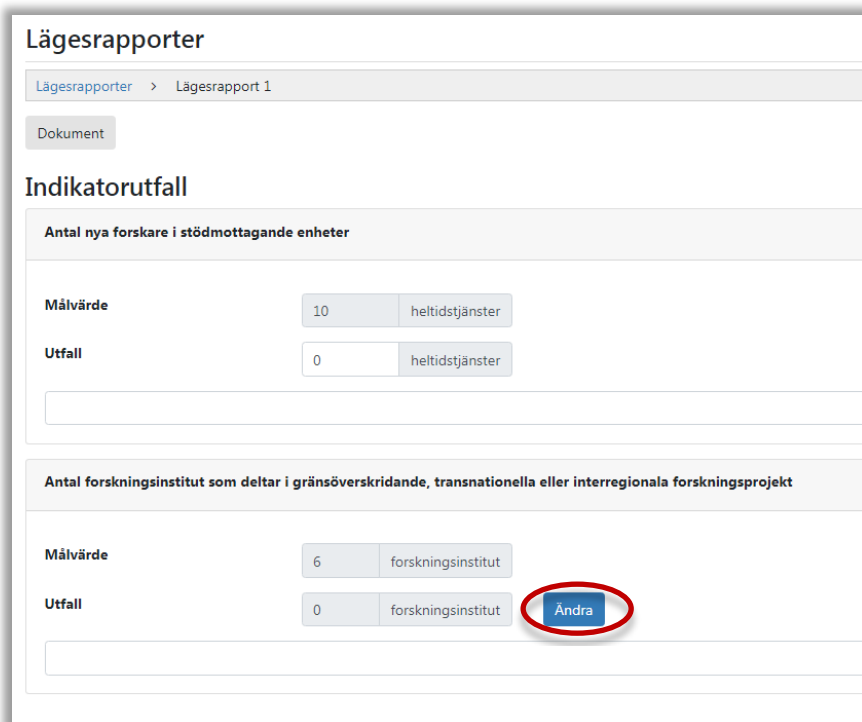 Lägesrapporter
Lägesrapporter > Lägesrapport 1
Dokument
Indikatorutfall
Antal nya forskare i stödmottagande enheter
Målvärde 10 heltidstjänster
Utfall 0 heltidstjänster
Antal forskningsinstitut som deltar i gränsöverskridande, transnationella eller interregionala forskningsprojekt
Målvärde 6 forskningsinstitut
Utfall 0 forskningsinstitut Ändra